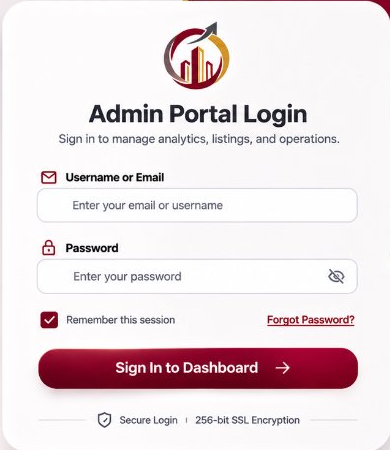 Admin Portal Login
Sign in to manage analytics, listings, and operations.
Username or Email
Enter your email or username
Password
Enter your password
Remember this session
Forgot Password?
Sign In to Dashboard →
Secure Login | 256-bit SSL Encryption